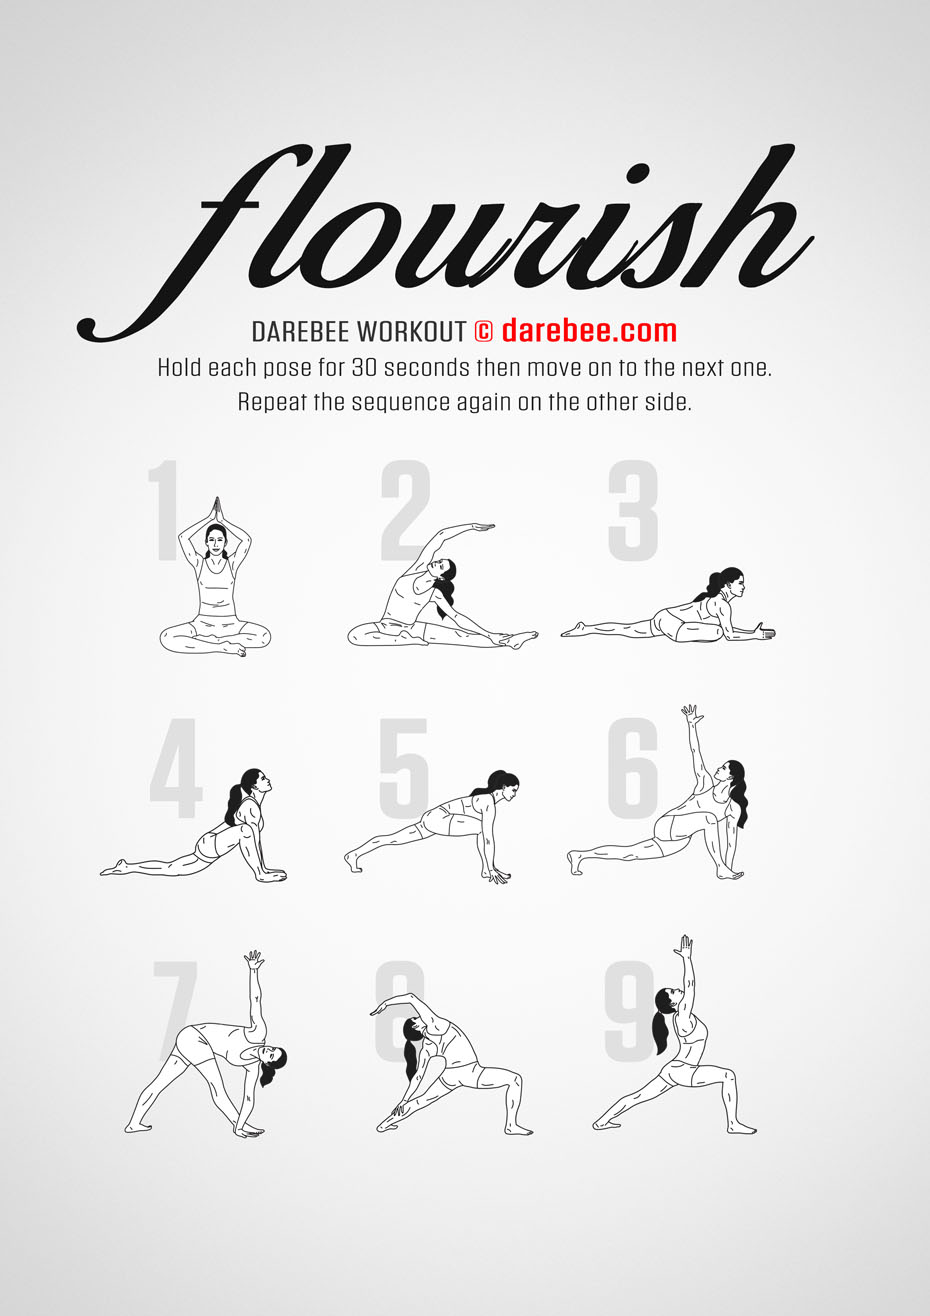 flourish
DAREBEE WORKOUT © darebee.com
Hold each pose for 30 seconds then move on to the next one.
Repeat the sequence again on the other side.
1 2 3
4 5 6
7 8 9